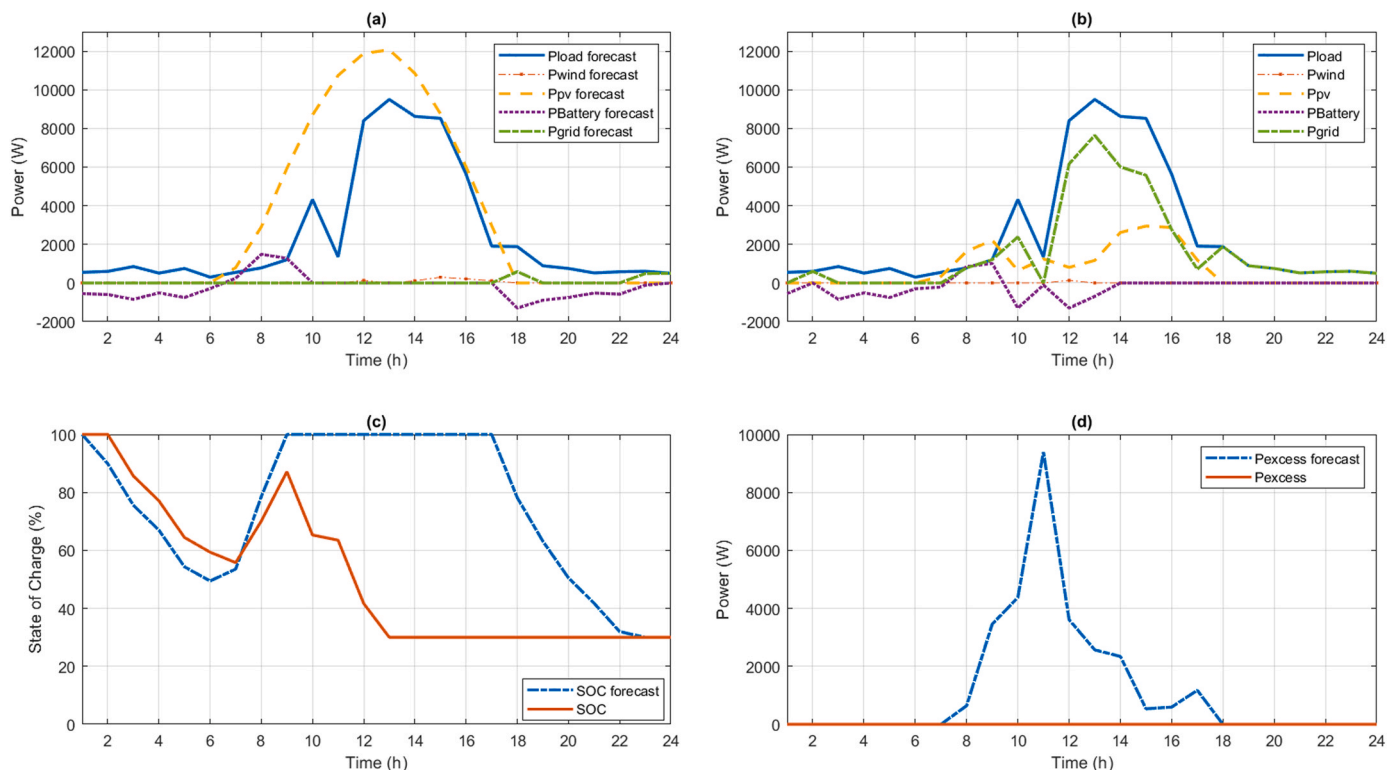 (a)
12000
10000
8000
6000
4000
2000
0
-2000
Power (W)
2 4 6 8 10 12 14 16 18 20 22 24
Time (h)
Pload forecast
Pwind forecast
Ppv forecast
PBattery forecast
Pgrid forecast
(b)
12000
10000
8000
6000
4000
2000
0
-2000
Power (W)
2 4 6 8 10 12 14 16 18 20 22 24
Time (h)
Pload
Pwind
Ppv
PBattery
Pgrid
(c)
100
80
60
40
20
0
State of Charge (%)
2 4 6 8 10 12 14 16 18 20 22 24
Time (h)
SOC forecast
SOC
(d)
10000
8000
6000
4000
2000
0
Power (W)
2 4 6 8 10 12 14 16 18 20 22 24
Time (h)
Pexcess forecast
Pexcess